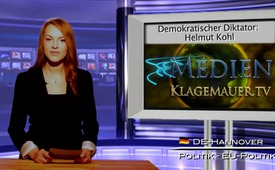 Demokratischer Diktator:
Helmut Kohl
MEDIEN
KLAGEMAUER.TV
DE-HANNOVER
POLITIK - EU-POLITIK